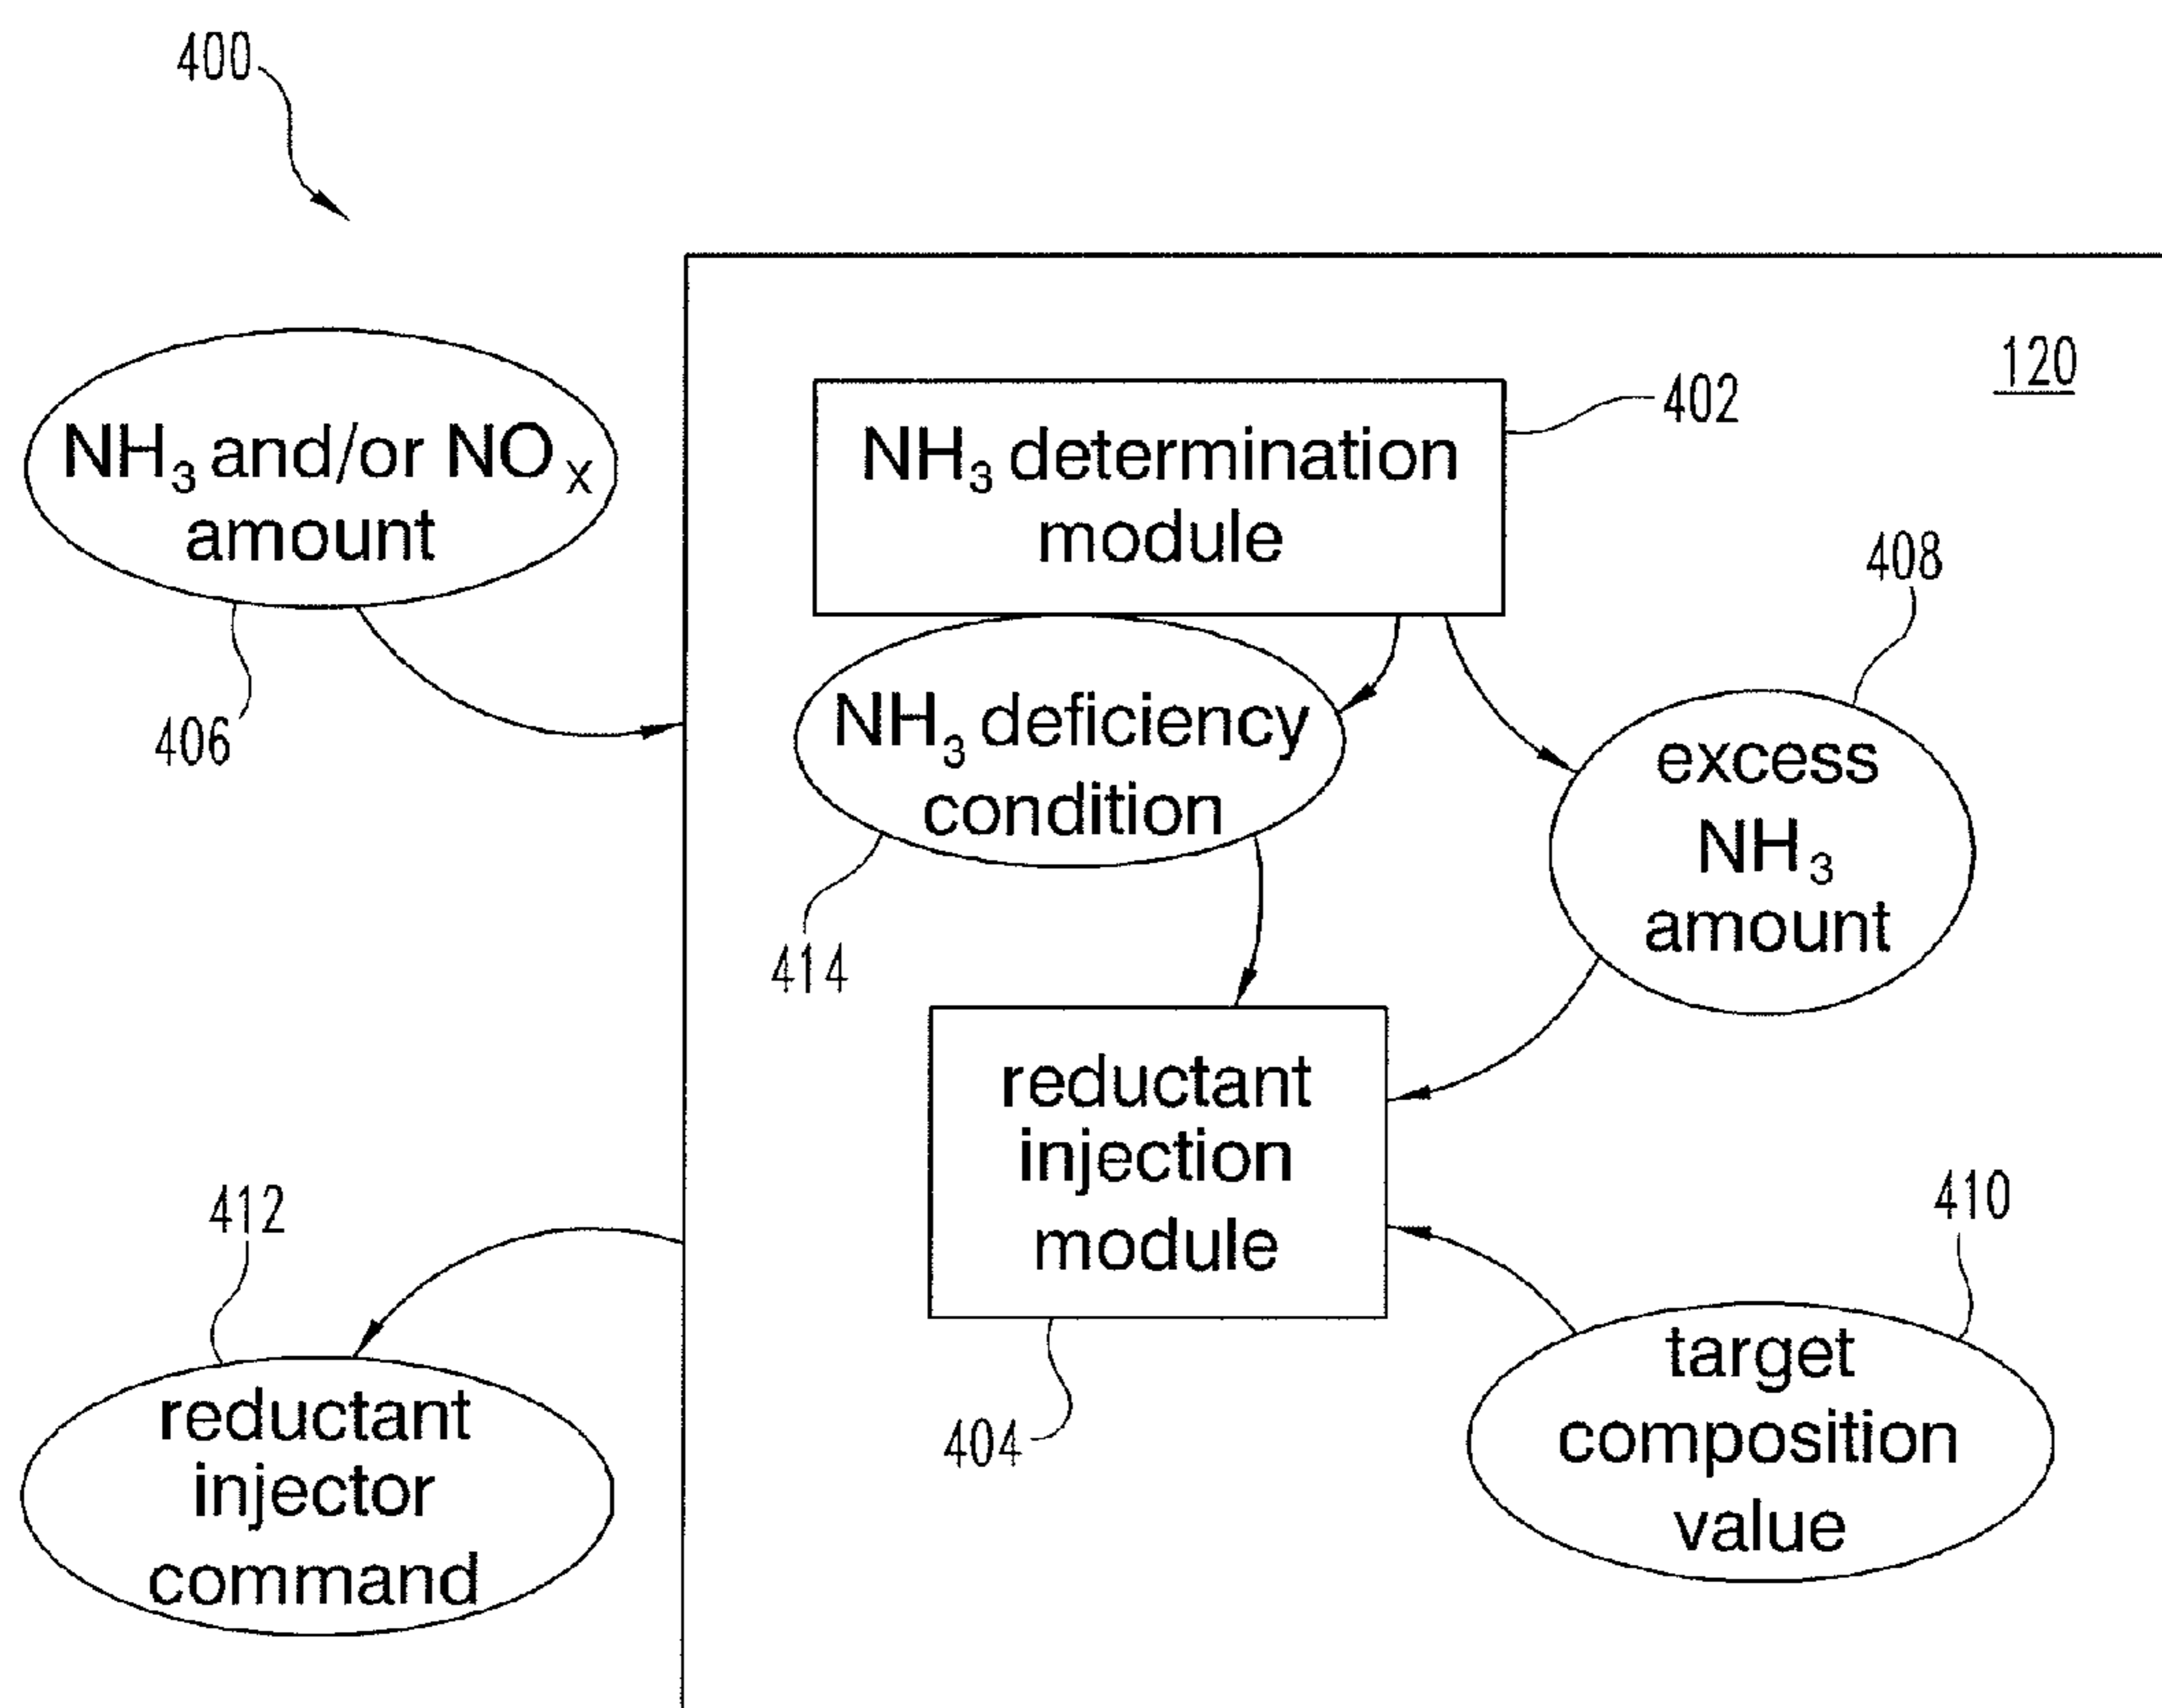 400
120
NH₃ and/or NOₓ
amount
406
NH₃ determination
module
402
408
NH₃ deficiency
condition
414
excess
NH₃
amount
reductant
injection
module
404
410
target
composition
value
412
reductant
injector
command